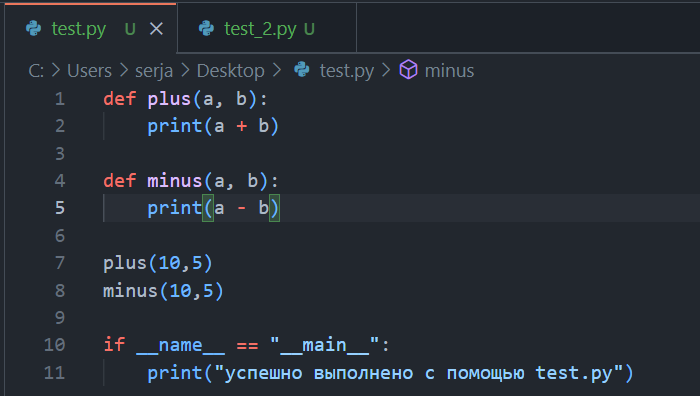 test.py U
test_2.py U
C: > Users > serja > Desktop > test.py > minus
1 def plus(a, b):
2     print(a + b)
3
4 def minus(a, b):
5     print(a - b)
6
7 plus(10,5)
8 minus(10,5)
9
10 if __name__ == "__main__":
11     print("успешно выполнено с помощью test.py")